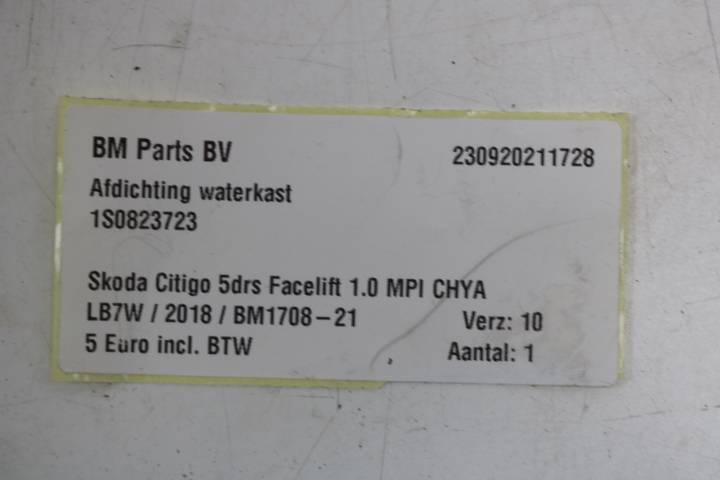 BM Parts BV 230920211728
Afdichting waterkast
1S0823723
Skoda Citigo 5drs Facelift 1.0 MPI CHYA
LB7W / 2018 / BM1708-21 Verz: 10
5 Euro incl. BTW Aantal: 1